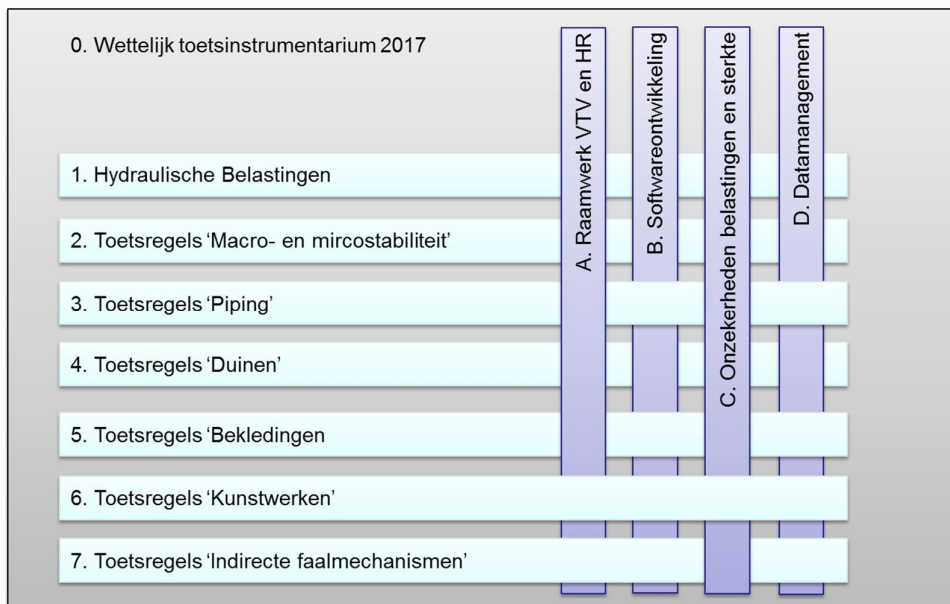 0. Wettelijk toetsinstrumentarium 2017
A. Raamwerk VTV en HR
B. Softwareontwikkeling
C. Onzekerheden belastingen en sterkte
D. Datamanagement
1. Hydraulische Belastingen
2. Toetsregels ‘Macro- en mircostabiliteit’
3. Toetsregels ‘Piping’
4. Toetsregels ‘Duinen’
5. Toetsregels ‘Bekledingen
6. Toetsregels ‘Kunstwerken’
7. Toetsregels ‘Indirecte faalmechanismen’